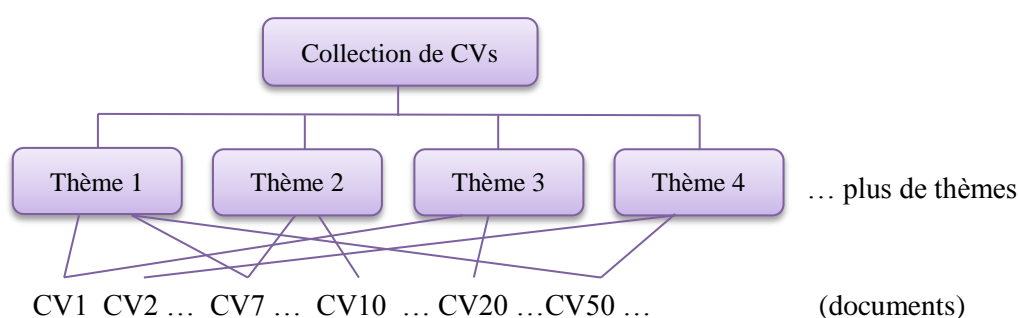 Collection de CVs
Thème 1 Thème 2 Thème 3 Thème 4 … plus de thèmes
CV1 CV2 … CV7 … CV10 … CV20 …CV50 … (documents)